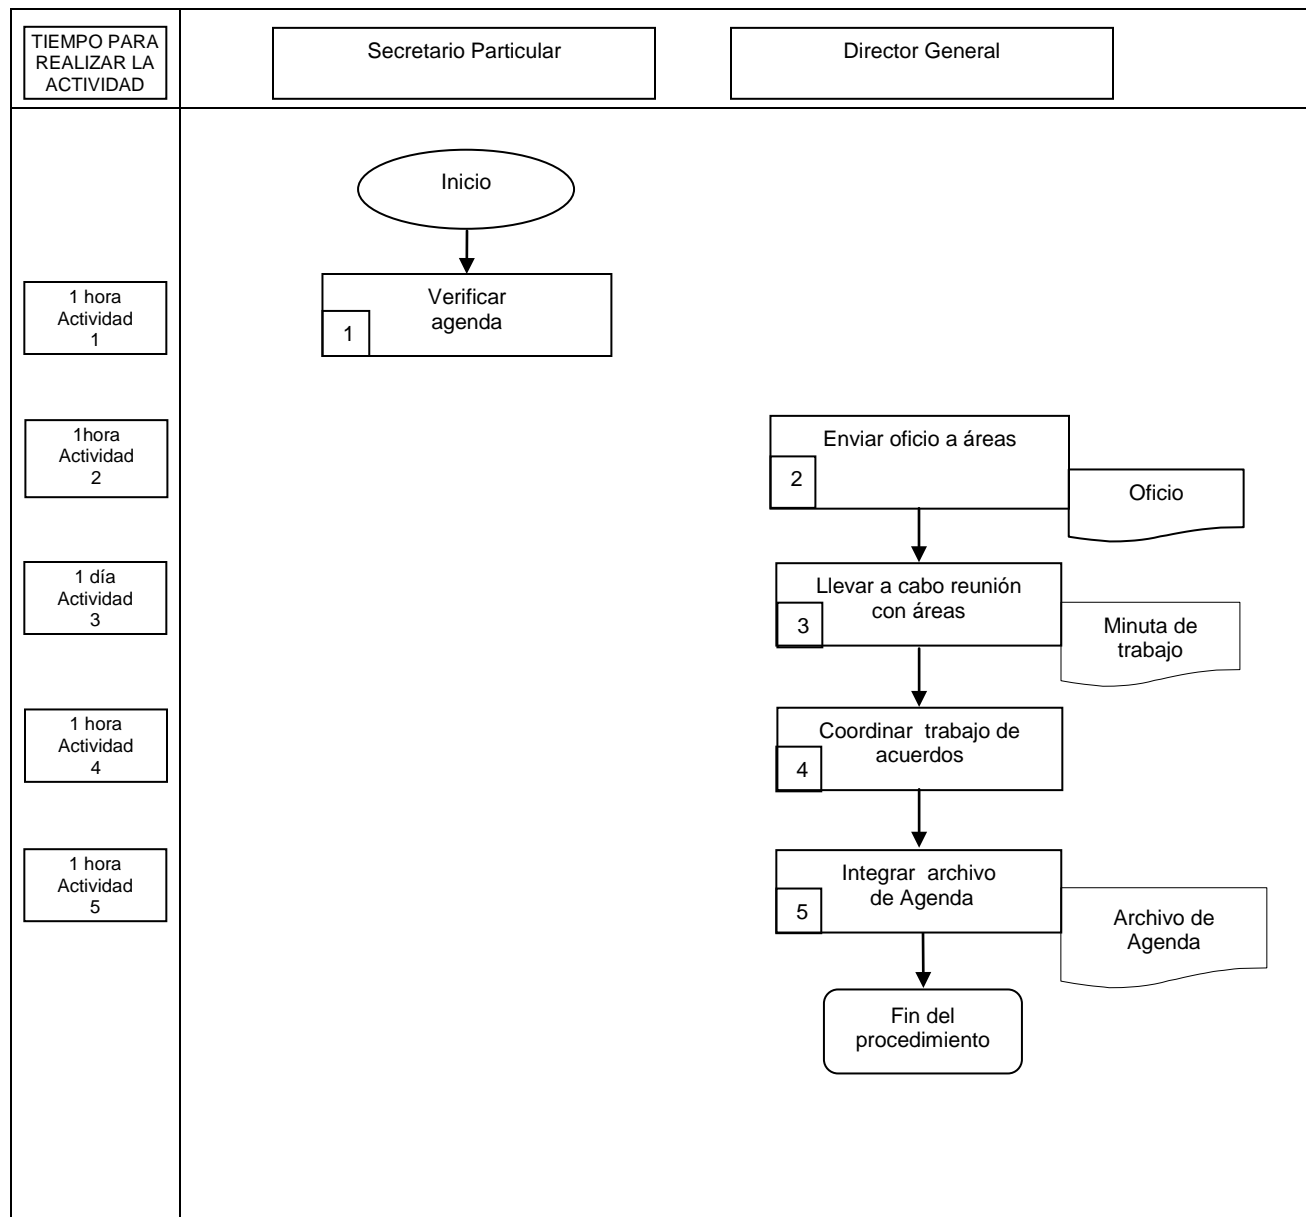 TIEMPO PARA
REALIZAR LA
ACTIVIDAD
Secretario Particular
Director General
Inicio
1 hora
Actividad
1
Verificar
agenda
1
1hora
Actividad
2
Enviar oficio a áreas
2
Oficio
1 día
Actividad
3
Llevar a cabo reunión
con áreas
3
Minuta de
trabajo
1 hora
Actividad
4
Coordinar trabajo de
acuerdos
4
1 hora
Actividad
5
Integrar archivo
de Agenda
5
Archivo de
Agenda
Fin del
procedimiento